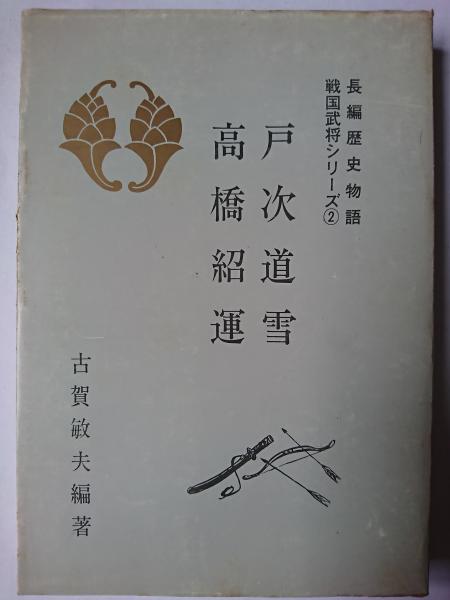 長編歴史物語
戦国武将シリーズ②
戸次道雪
高橋紹運
古賀敏夫編著